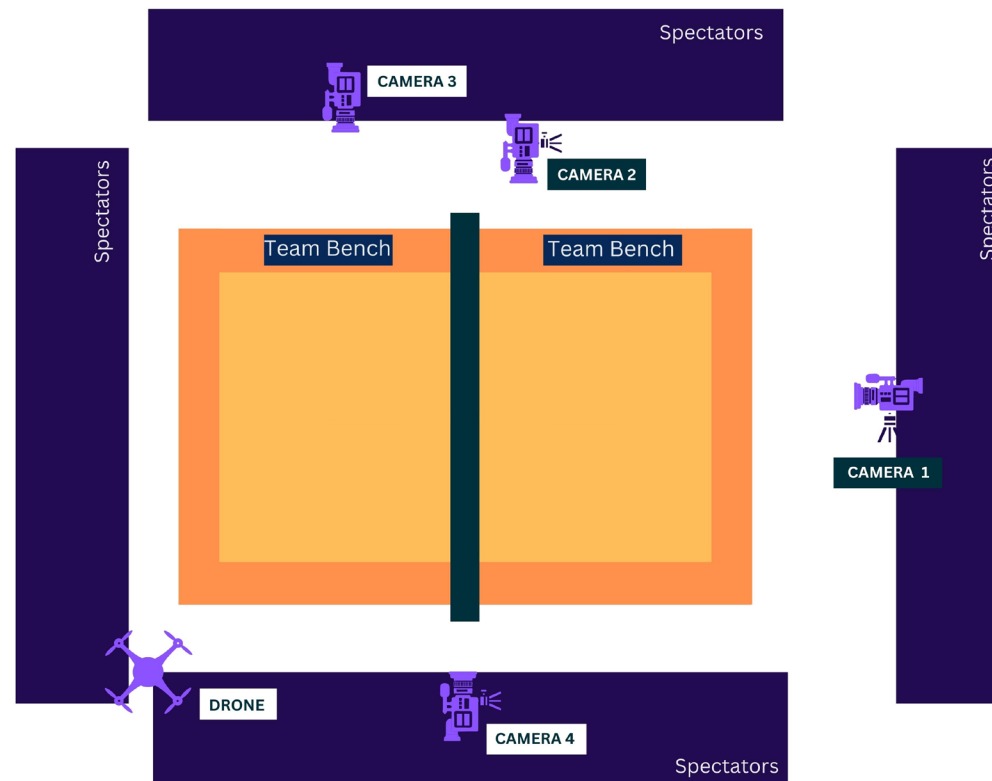 Spectators
CAMERA 3
CAMERA 2
Spectators
Spectators
Team Bench
Team Bench
CAMERA 1
DRONE
CAMERA 4
Spectators